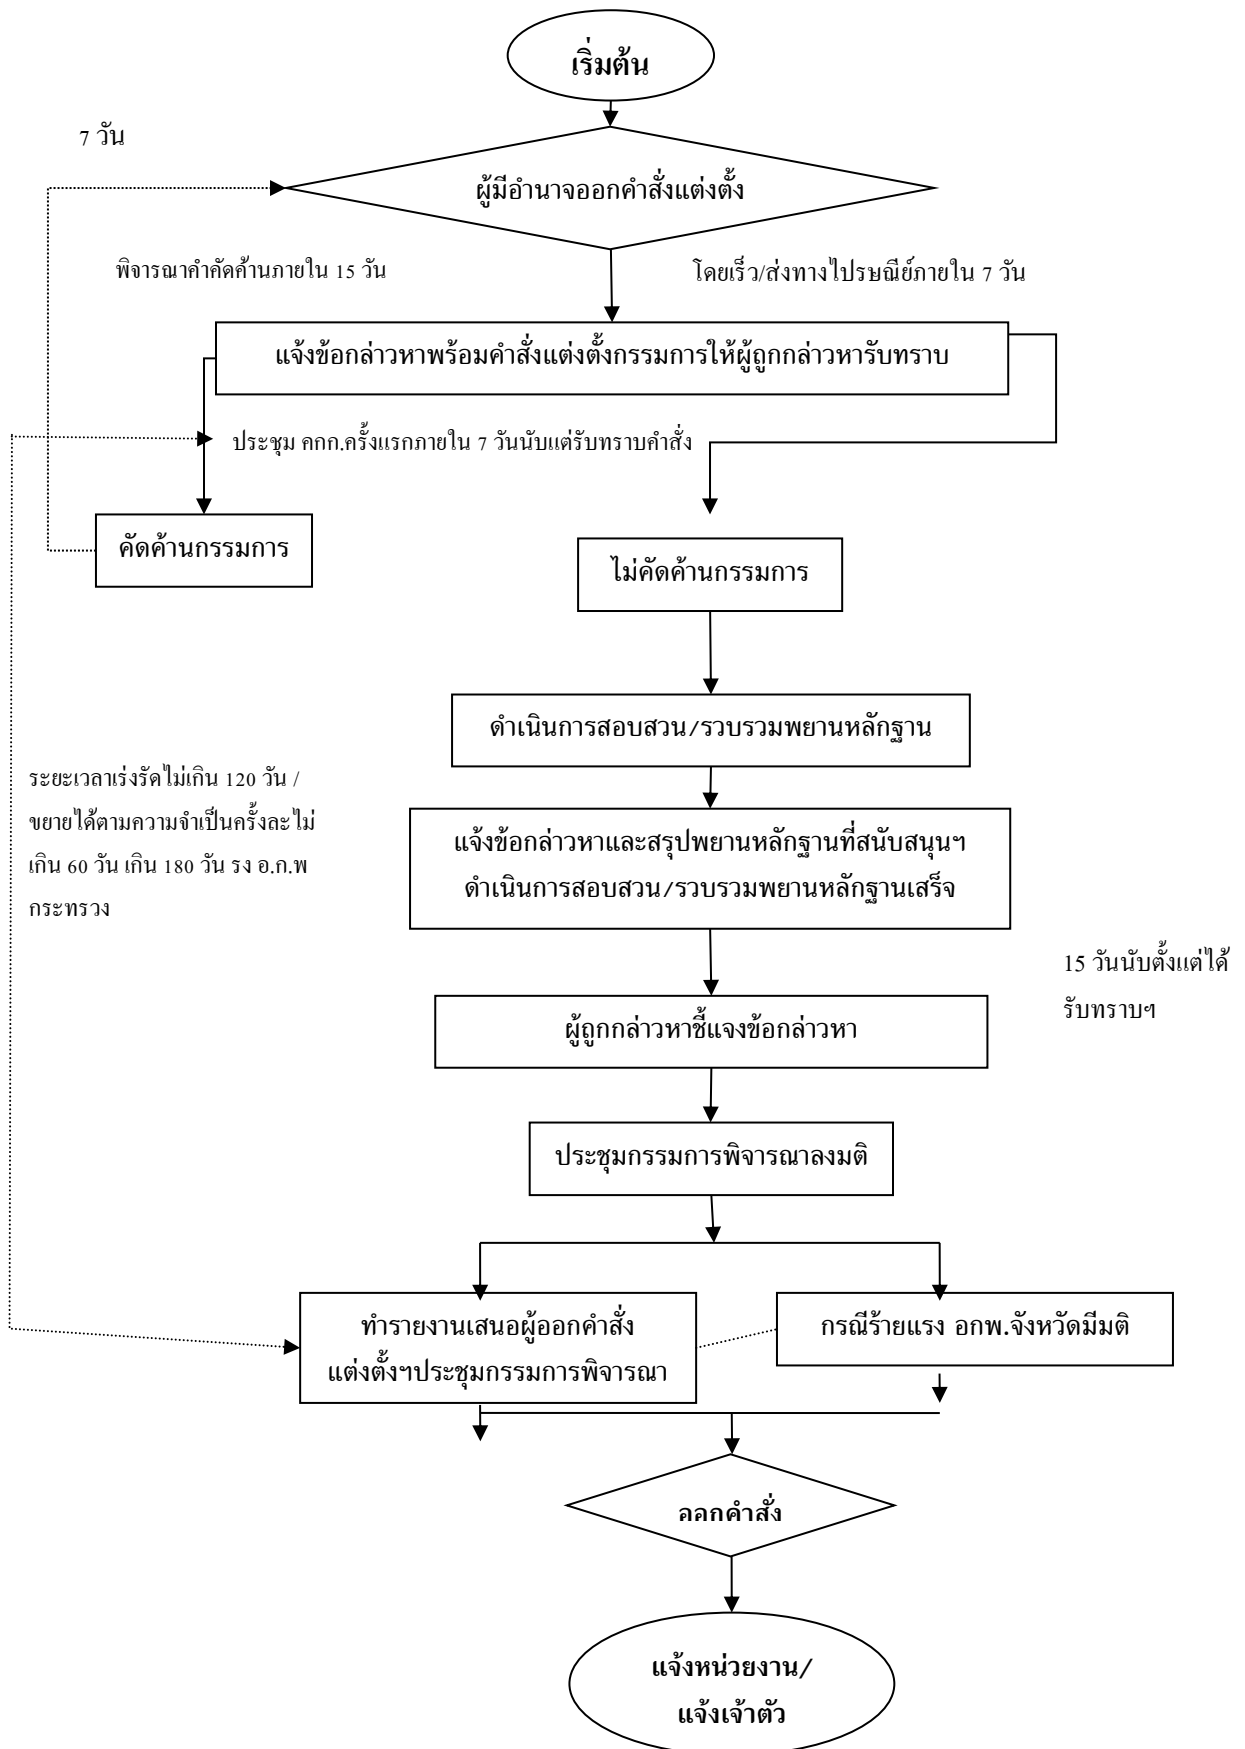 เริ่มต้น
7 วัน
ผู้มีอำนาจออกคำสั่งแต่งตั้ง
พิจารณาคำคัดค้านภายใน 15 วัน
โดยเร็ว/ส่งทางไปรษณีย์ภายใน 7 วัน
แจ้งข้อกล่าวหาพร้อมคำสั่งแต่งตั้งกรรมการให้ผู้ถูกกล่าวหารับทราบ
ประชุม คกก.ครั้งแรกภายใน 7 วันนับแต่รับทราบคำสั่ง
คัดค้านกรรมการ
ไม่คัดค้านกรรมการ
ดำเนินการสอบสวน/รวบรวมพยานหลักฐาน
ระยะเวลาเร่งรัดไม่เกิน 120 วัน /
ขยายได้ตามความจำเป็นครั้งละไม่
เกิน 60 วัน เกิน 180 วัน รง อ.ก.พ
กระทรวง
แจ้งข้อกล่าวหาและสรุปพยานหลักฐานที่สนับสนุนฯ
ดำเนินการสอบสวน/รวบรวมพยานหลักฐานเสร็จ
15 วันนับตั้งแต่ได้
รับทราบฯ
ผู้ถูกกล่าวหาชี้แจงข้อกล่าวหา
ประชุมกรรมการพิจารณาลงมติ
ทำรายงานเสนอผู้ออกคำสั่ง
แต่งตั้งฯประชุมกรรมการพิจารณา
กรณีร้ายแรง อกพ.จังหวัดมีมติ
ออกคำสั่ง
แจ้งหน่วยงาน/
แจ้งเจ้าตัว